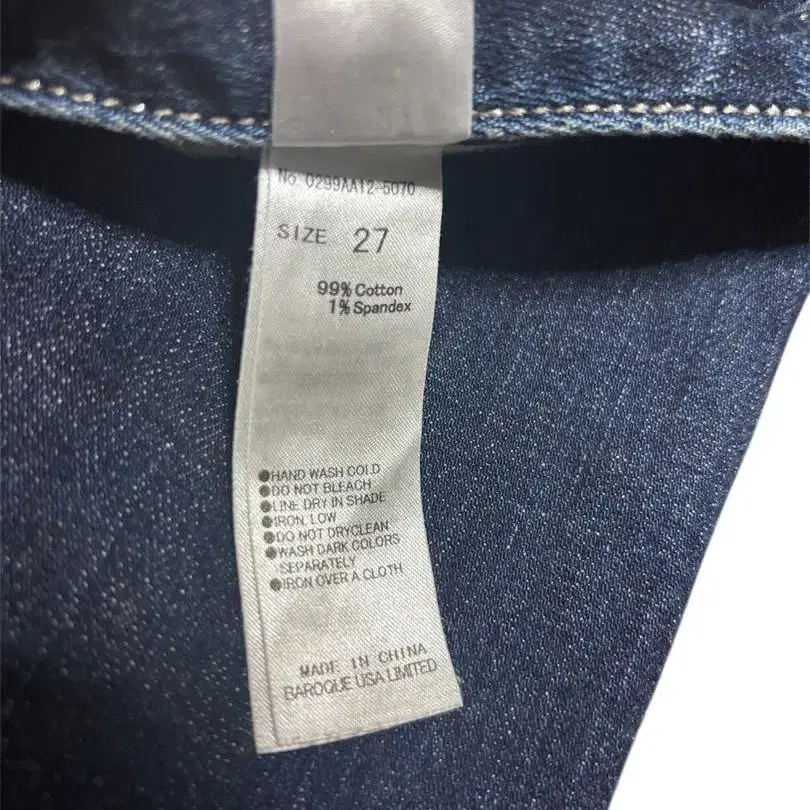 No. 0299AA12-5070
SIZE 27
99% Cotton
1% Spandex
●HAND WASH COLD
●DO NOT BLEACH
●LINE DRY IN SHADE
●IRON, LOW
●DO NOT DRYCLEAN
●WASH DARK COLORS
SEPARATELY
●IRON OVER A CLOTH
MADE IN CHINA
BAROQUE USA LIMITED